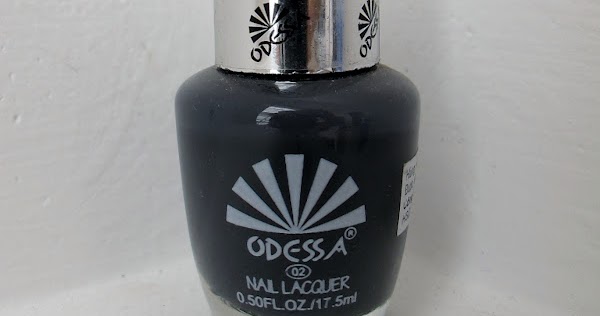 ODESSA
ODESSA
ODESSA®
02
NAIL LACQUER
0.50FL.OZ./17.5ml